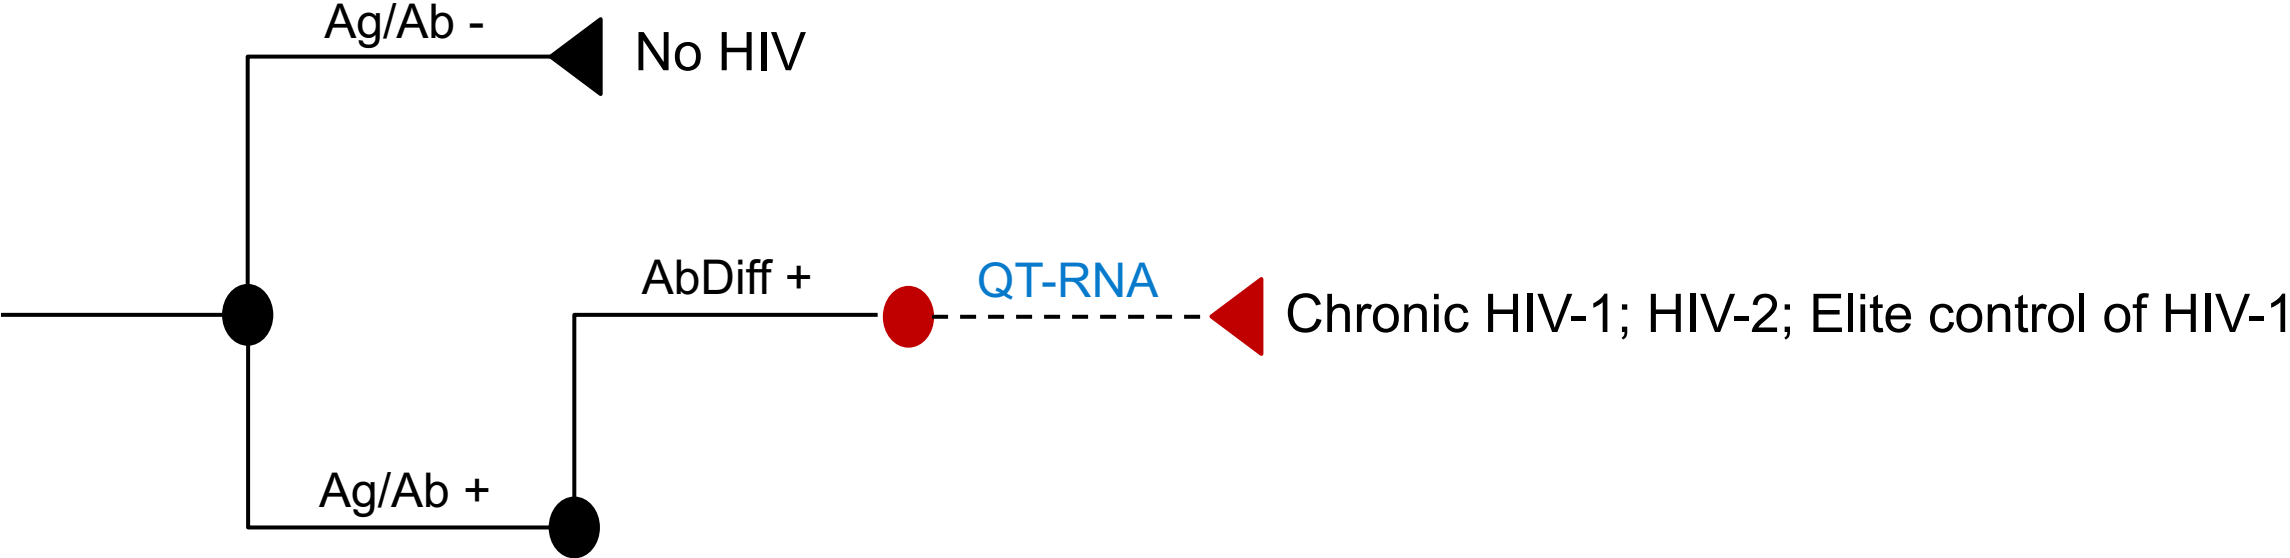 Ag/Ab -
No HIV
AbDiff +
QT-RNA
Chronic HIV-1; HIV-2; Elite control of HIV-1
Ag/Ab +